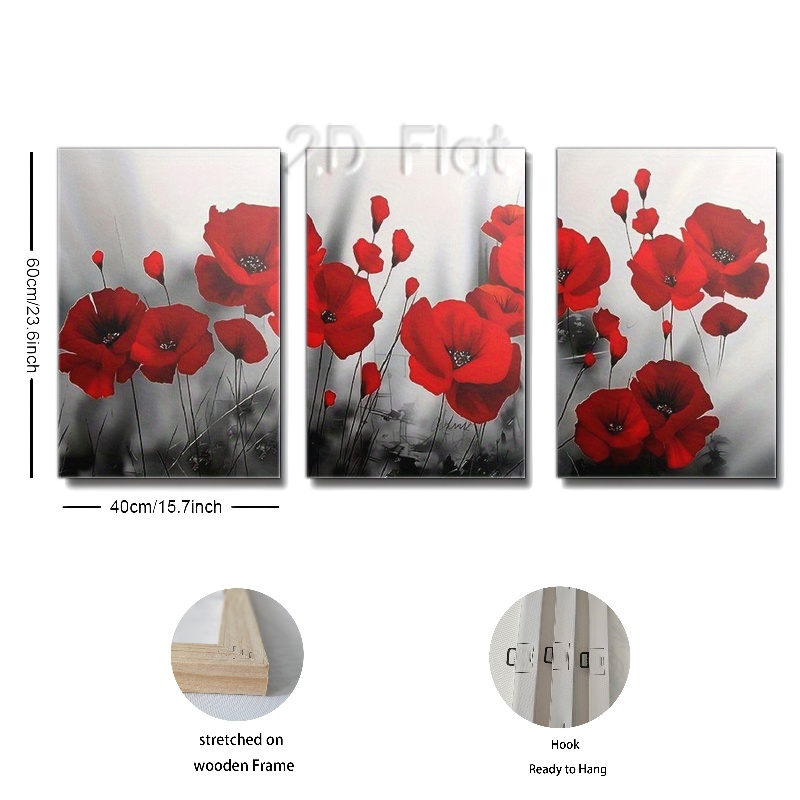 2D Flat
60cm/23.6inch
40cm/15.7inch
stretched on
wooden Frame
Hook
Ready to Hang